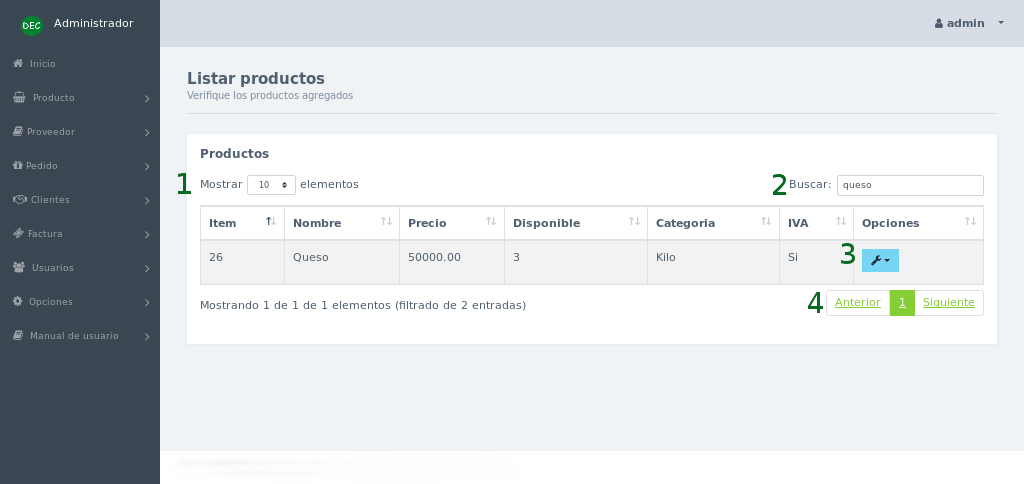 DEC Administrador
admin
Inicio
Producto
Proveedor
Pedido
Clientes
Factura
Usuarios
Opciones
Manual de usuario
Listar productos
Verifique los productos agregados
Productos
1 Mostrar 10 elementos
2 Buscar: queso
Item Nombre Precio Disponible Categoria IVA Opciones
26 Queso 50000.00 3 Kilo Si 3
Mostrando 1 de 1 de 1 elementos (filtrado de 2 entradas)
4 Anterior 1 Siguiente